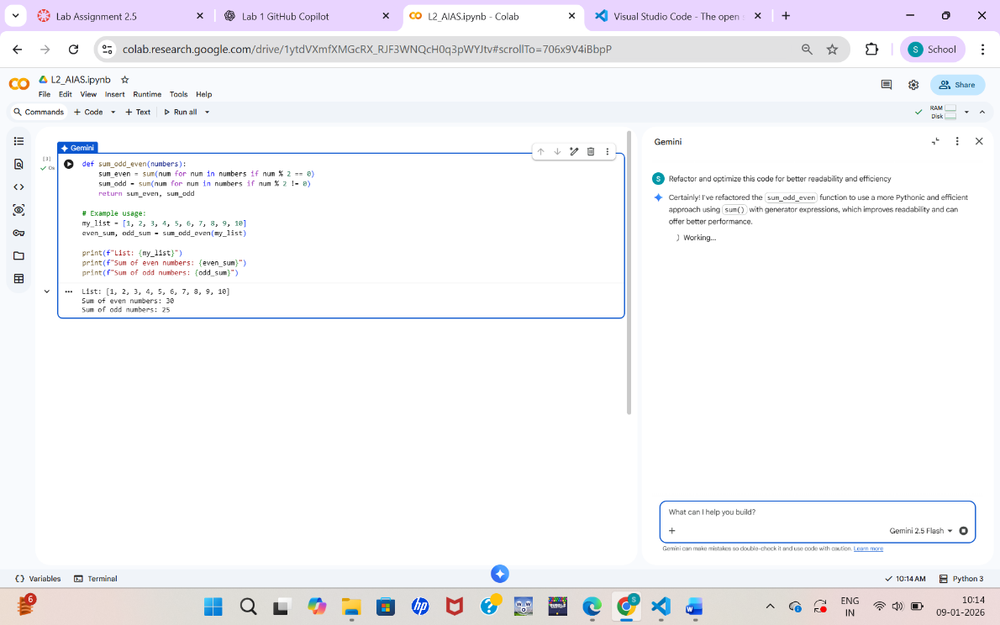 Lab Assignment 2.5
Lab 1 GitHub Copilot
L2_AIAS.ipynb - Colab
Visual Studio Code - The open
colab.research.google.com/drive/1ytdVXmfXMGcRX_RJF3WNQcH0q3pWYJtv#scrollTo=706x9V4iBbpP
S School
L2_AIAS.ipynb
File Edit View Insert Runtime Tools Help
Share
Commands + Code + Text Run all
RAM
Disk
Gemini
[3]
0s
def sum_odd_even(numbers):
sum_even = sum(num for num in numbers if num % 2 == 0)
sum_odd = sum(num for num in numbers if num % 2 != 0)
return sum_even, sum_odd
# Example usage:
my_list = [1, 2, 3, 4, 5, 6, 7, 8, 9, 10]
even_sum, odd_sum = sum_odd_even(my_list)
print(f"List: {my_list}")
print(f"Sum of even numbers: {even_sum}")
print(f"Sum of odd numbers: {odd_sum}")
List: [1, 2, 3, 4, 5, 6, 7, 8, 9, 10]
Sum of even numbers: 30
Sum of odd numbers: 25
Gemini
S Refactor and optimize this code for better readability and efficiency
Certainly! I've refactored the sum_odd_even function to use a more Pythonic and efficient
approach using sum() with generator expressions, which improves readability and can
offer better performance.
Working...
What can I help you build?
+ Gemini 2.5 Flash
Gemini can make mistakes so double-check it and use code with caution. Learn more
Variables Terminal
10:14 AM Python 3
6
hp
W
ENG
IN
10:14
09-01-2026